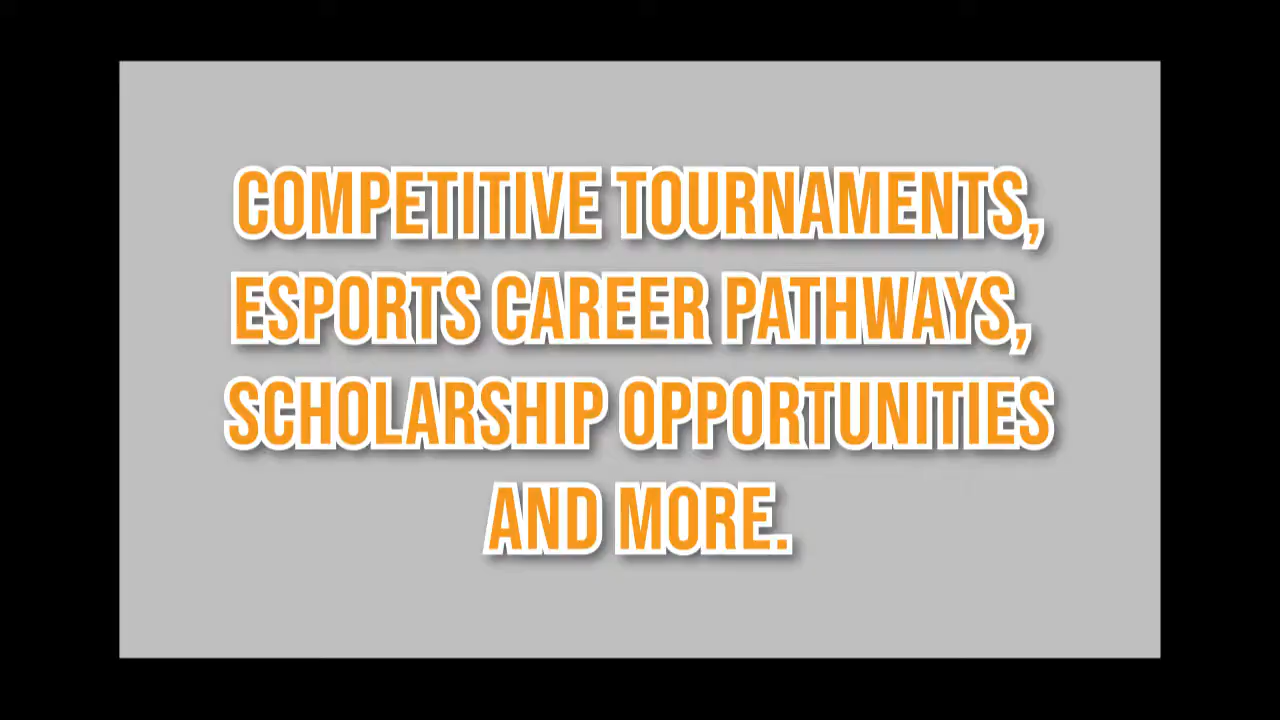 COMPETITIVE TOURNAMENTS,
ESPORTS CAREER PATHWAYS,
SCHOLARSHIP OPPORTUNITIES
AND MORE.